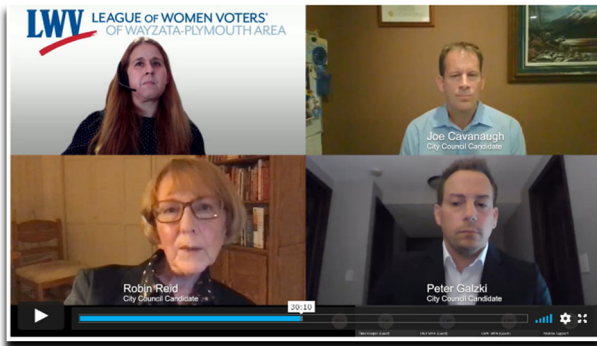 LWV LEAGUE OF WOMEN VOTERS®
OF WAYZATA-PLYMOUTH AREA
Joe Cavanaugh
City Council Candidate
Robin Reid
City Council Candidate
Peter Galzki
City Council Candidate
30:10